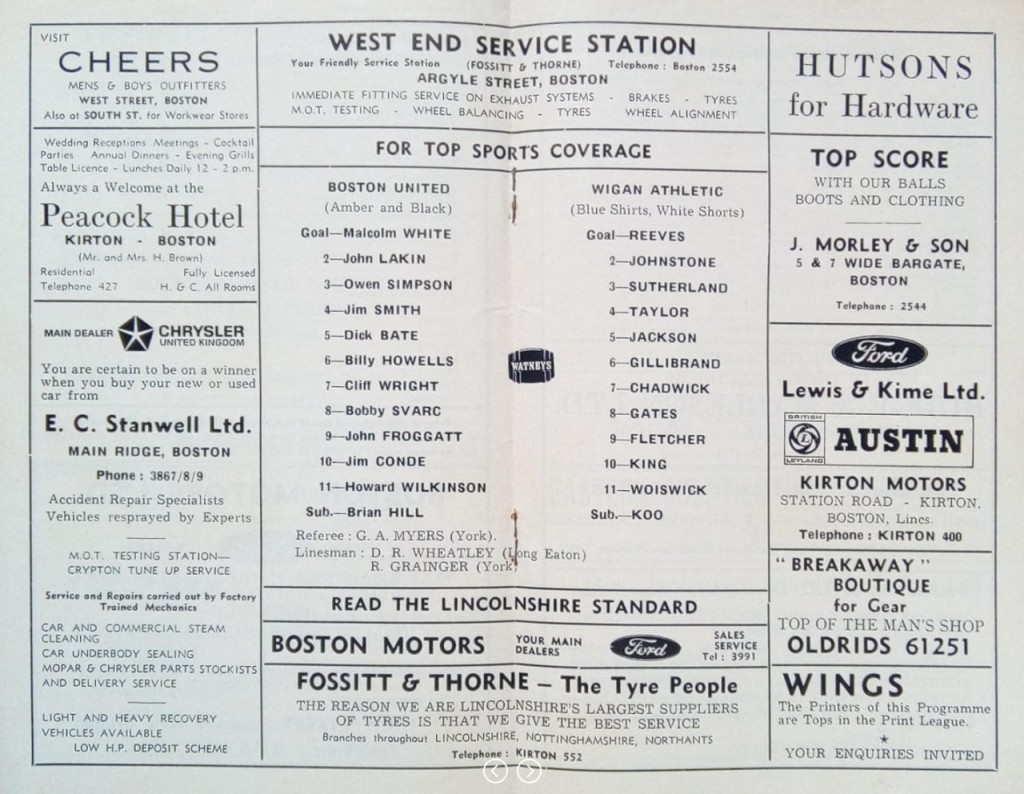 VISIT
CHEERS
MENS & BOYS OUTFITTERS
WEST STREET, BOSTON
Also at SOUTH ST. for Workwear Stores
Wedding Receptions Meetings - Cocktail
Parties Annual Dinners - Evening Grills
Table Licence - Lunches Daily 12 - 2 p.m.
Always a Welcome at the
Peacock Hotel
KIRTON - BOSTON
(Mr. and Mrs. H. Brown)
Residential Fully Licensed
Telephone 427 H. & C. All Rooms
MAIN DEALER CHRYSLER
UNITED KINGDOM
You are certain to be on a winner
when you buy your new or used
car from
E. C. Stanwell Ltd.
MAIN RIDGE, BOSTON
Phone : 3867/8/9
Accident Repair Specialists
Vehicles resprayed by Experts
M.O.T. TESTING STATION—
CRYPTON TUNE UP SERVICE
Service and Repairs carried out by Factory
Trained Mechanics
CAR AND COMMERCIAL STEAM
CLEANING
CAR UNDERBODY SEALING
MOPAR & CHRYSLER PARTS STOCKISTS
AND DELIVERY SERVICE
LIGHT AND HEAVY RECOVERY
VEHICLES AVAILABLE
LOW H.P. DEPOSIT SCHEME
WEST END SERVICE STATION
Your Friendly Service Station (FOSSITT & THORNE) Telephone : Boston 2554
ARGYLE STREET, BOSTON
IMMEDIATE FITTING SERVICE ON EXHAUST SYSTEMS - BRAKES - TYRES
M.O.T. TESTING - WHEEL BALANCING - TYRES WHEEL ALIGNMENT
FOR TOP SPORTS COVERAGE
BOSTON UNITED
(Amber and Black)
Goal—Malcolm WHITE
2—John LAKIN
3—Owen SIMPSON
4—Jim SMITH
5—Dick BATE
6—Billy HOWELLS
7—Cliff WRIGHT
8—Bobby SVARC
9—John FROGGATT
10—Jim CONDE
11—Howard WILKINSON
Sub.—Brian HILL
WATNEYS
WIGAN ATHLETIC
(Blue Shirts, White Shorts)
Goal—REEVES
2—JOHNSTONE
3—SUTHERLAND
4—TAYLOR
5—JACKSON
6—GILLIBRAND
7—CHADWICK
8—GATES
9—FLETCHER
10—KING
11—WOISWICK
Sub.—KOO
Referee : G. A. MYERS (York).
Linesman : D. R. WHEATLEY (Long Eaton)
R. GRAINGER (York)
READ THE LINCOLNSHIRE STANDARD
BOSTON MOTORS YOUR MAIN
DEALERS
Ford
SALES
SERVICE
Tel : 3991
FOSSITT & THORNE – The Tyre People
THE REASON WE ARE LINCOLNSHIRE'S LARGEST SUPPLIERS
OF TYRES IS THAT WE GIVE THE BEST SERVICE
Branches throughout LINCOLNSHIRE, NOTTINGHAMSHIRE, NORTHANTS
Telephone : KIRTON 552
HUTSONS
for Hardware
TOP SCORE
WITH OUR BALLS
BOOTS AND CLOTHING
J. MORLEY & SON
5 & 7 WIDE BARGATE,
BOSTON
Telephone : 2544
Ford
Lewis & Kime Ltd.
BRITISH
LEYLAND
AUSTIN
KIRTON MOTORS
STATION ROAD - KIRTON,
BOSTON, Lincs.
Telephone : KIRTON 400
" BREAKAWAY "
BOUTIQUE
for Gear
TOP OF THE MAN'S SHOP
OLDRIDS 61251
WINGS
The Printers of this Programme
are Tops in the Print League.
★
YOUR ENQUIRIES INVITED